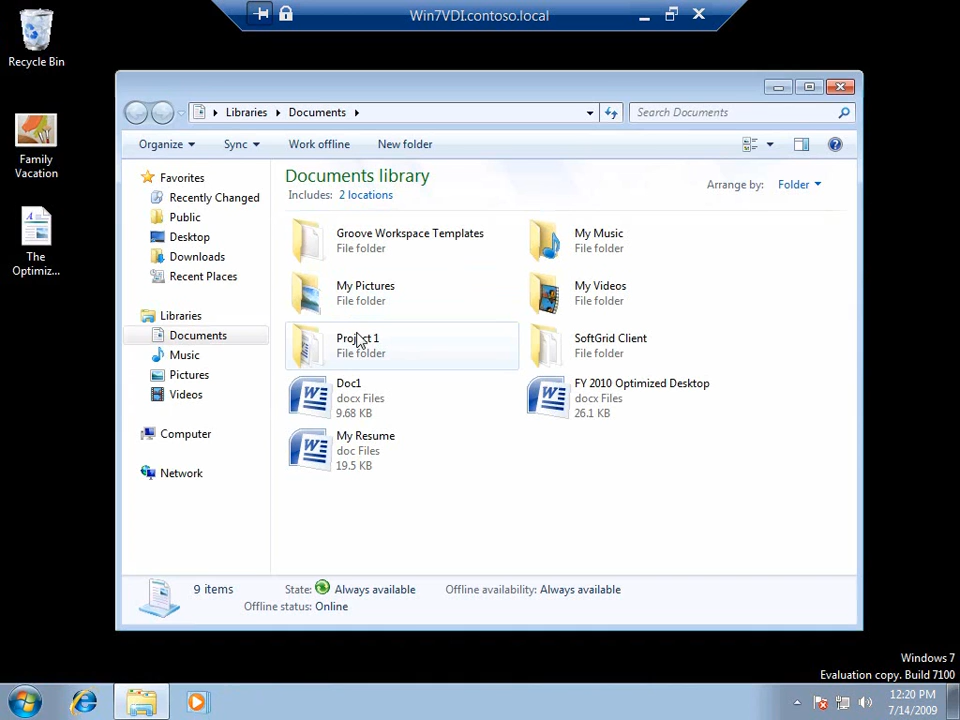 Win7VDI.contoso.local
Recycle Bin
Family
Vacation
The
Optimiz...
Libraries
Documents
Search Documents
Organize
Sync
Work offline
New folder
Favorites
Recently Changed
Public
Desktop
Downloads
Recent Places
Libraries
Documents
Music
Pictures
Videos
Computer
Network
Documents library
Includes: 2 locations
Arrange by: Folder
Groove Workspace Templates
File folder
My Music
File folder
My Pictures
File folder
My Videos
File folder
Project 1
File folder
SoftGrid Client
File folder
Doc1
docx Files
9.68 KB
FY 2010 Optimized Desktop
docx Files
26.1 KB
My Resume
doc Files
19.5 KB
9 items
State: Always available
Offline availability: Always available
Offline status: Online
Windows 7
Evaluation copy. Build 7100
12:20 PM
7/14/2009